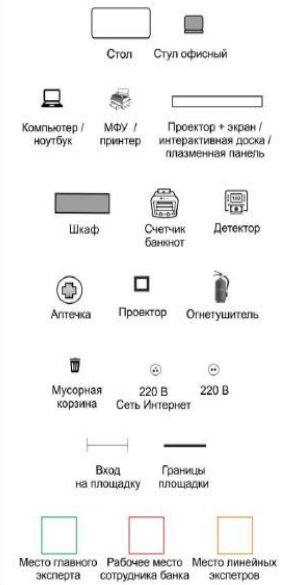 Стол
Стул офисный
Компьютер /
ноутбук
МФУ /
принтер
Проектор + экран /
интерактивная доска /
плазменная панель
Шкаф
Счетчик
банкнот
Детектор
Аптечка
Проектор
Огнетушитель
Мусорная
корзина
220 В
Сеть Интернет
220 В
Вход
на площадку
Границы
площадки
Место главного
эксперта
Рабочее место
сотрудника банка
Место линейных
экспетров